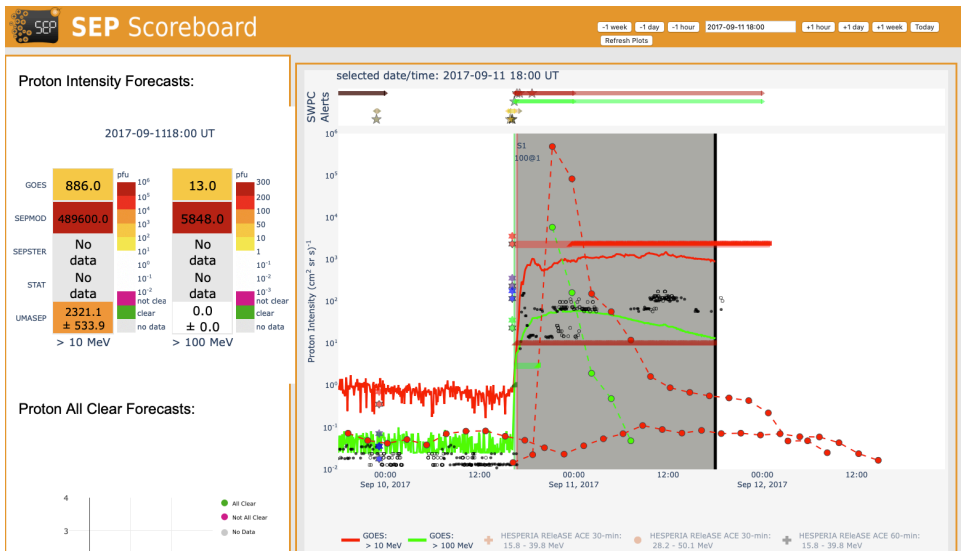 SEP
SEP Scoreboard
-1 week
-1 day
-1 hour
2017-09-11 18:00
+1 hour
+1 day
+1 week
Today
Refresh Plots
Proton Intensity Forecasts:
2017-09-1118:00 UT
pfu
pfu
GOES
886.0
13.0
SEPMOD
489600.0
5848.0
SEPSTER
No
data
No
data
STAT
No
data
No
data
UMASEP
2321.1
± 533.9
0.0
± 0.0
> 10 MeV
> 100 MeV
10⁶
10⁵
10⁴
10³
10²
10¹
10⁰
10⁻¹
10⁻²
not clea
clear
no data
300
200
100
50
10
1
10⁻¹
10⁻²
10⁻³
not clear
clear
no data
Proton All Clear Forecasts:
4
3
All Clear
Not All Clear
No Data
selected date/time: 2017-09-11 18:00 UT
SWPC
Alerts
S1
100@1
Proton Intensity (cm² sr s)⁻¹
10⁶
10⁵
10⁴
10³
10²
10¹
10⁰
10⁻¹
10⁻²
00:00
Sep 10, 2017
12:00
00:00
Sep 11, 2017
12:00
00:00
Sep 12, 2017
12:00
GOES:
> 10 MeV
GOES:
> 100 MeV
HESPERIA REleASE ACE 30-min:
15.8 - 39.8 MeV
HESPERIA REleASE ACE 30-min:
28.2 - 50.1 MeV
HESPERIA REleASE ACE 60-min:
15.8 - 39.8 MeV